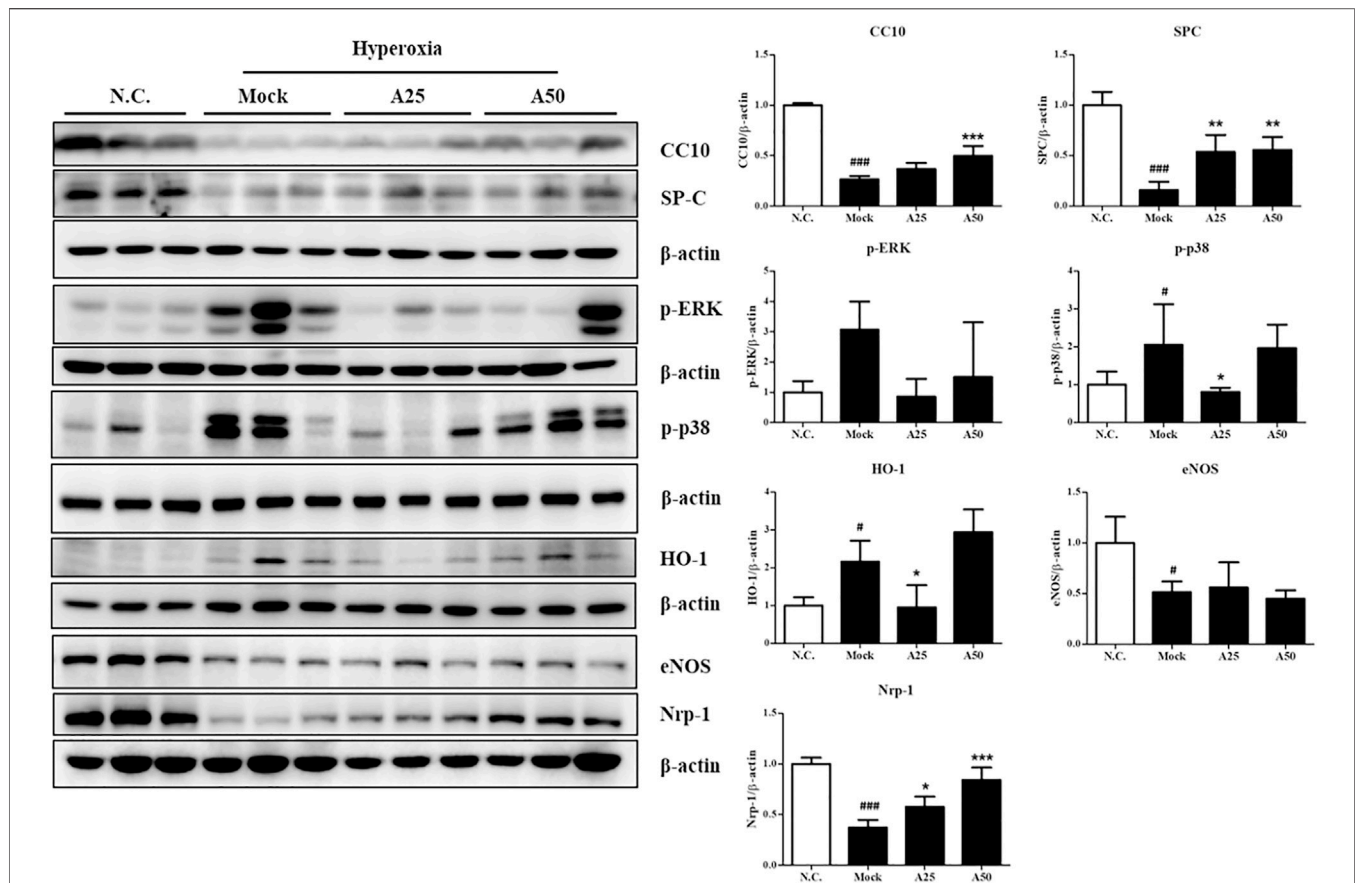 Hyperoxia
N.C. Mock A25 A50
CC10
SP-C
β-actin
p-ERK
β-actin
p-p38
β-actin
HO-1
β-actin
eNOS
Nrp-1
β-actin
CC10
CC10/β-actin
1.5
1.0
0.5
0.0
###
***
N.C. Mock A25 A50
SPC
SPC/β-actin
1.5
1.0
0.5
0.0
###
**
**
N.C. Mock A25 A50
p-ERK
p-ERK/β-actin
5
4
3
2
1
0
N.C. Mock A25 A50
p-p38
p-p38/β-actin
4
3
2
1
0
#
*
N.C. Mock A25 A50
HO-1
HO-1/β-actin
4
3
2
1
0
#
*
N.C. Mock A25 A50
eNOS
eNOS/β-actin
1.5
1.0
0.5
0.0
#
N.C. Mock A25 A50
Nrp-1
Nrp-1/β-actin
1.5
1.0
0.5
0.0
###
*
***
N.C. Mock A25 A50